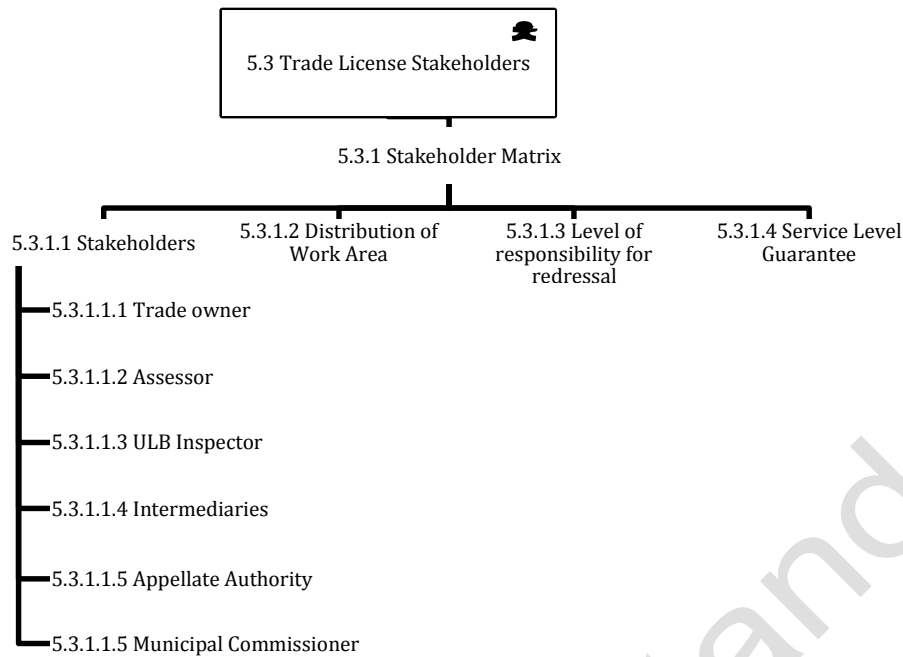 5.3 Trade License Stakeholders
5.3.1 Stakeholder Matrix
5.3.1.1 Stakeholders
5.3.1.2 Distribution of
Work Area
5.3.1.3 Level of
responsibility for
redressal
5.3.1.4 Service Level
Guarantee
5.3.1.1.1 Trade owner
5.3.1.1.2 Assessor
5.3.1.1.3 ULB Inspector
5.3.1.1.4 Intermediaries
5.3.1.1.5 Appellate Authority
5.3.1.1.5 Municipal Commissioner
and